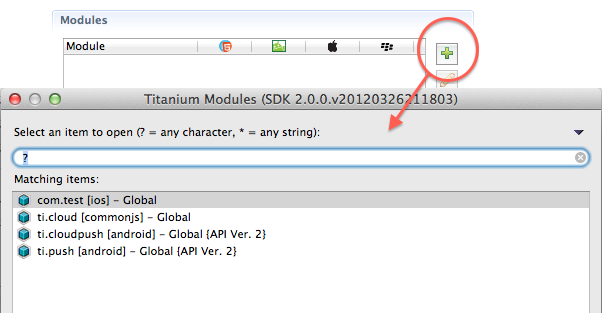 Modules
Module
Titanium Modules (SDK 2.0.0.v20120326211803)
Select an item to open (? = any character, * = any string):
?
Matching items:
com.test [ios] – Global
ti.cloud [commonjs] – Global
ti.cloudpush [android] – Global {API Ver. 2}
ti.push [android] – Global {API Ver. 2}